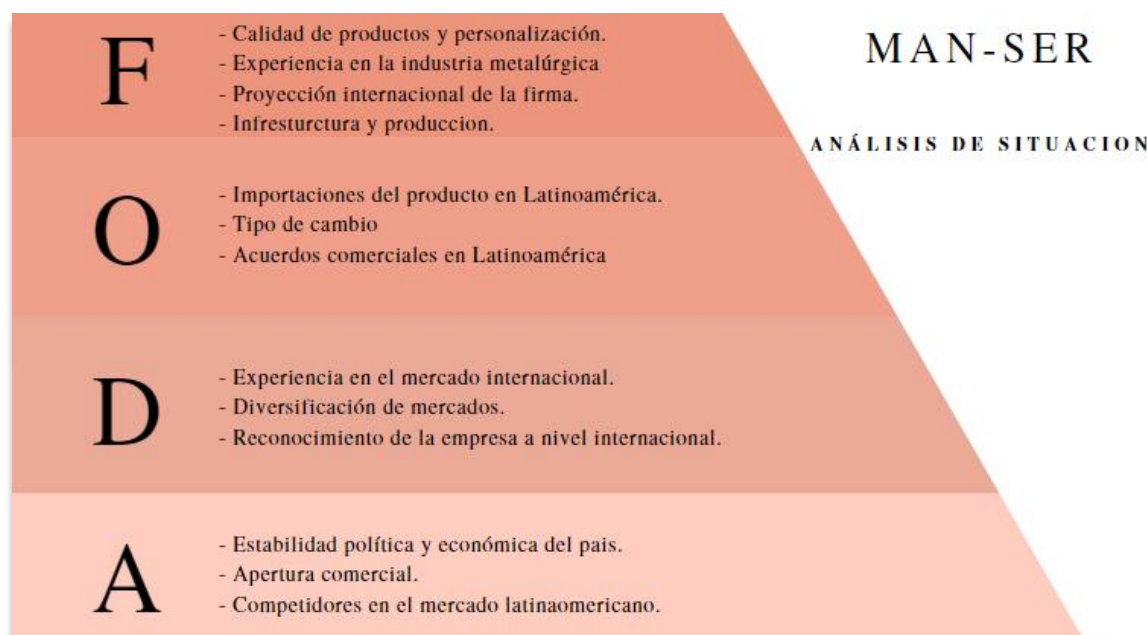 F
- Calidad de productos y personalización.
- Experiencia en la industria metalúrgica
- Proyección internacional de la firma.
- Infresturctura y produccion.
MAN-SER
ANÁLISIS DE SITUACION
O
- Importaciones del producto en Latinoamérica.
- Tipo de cambio
- Acuerdos comerciales en Latinoamérica
D
- Experiencia en el mercado internacional.
- Diversificación de mercados.
- Reconocimiento de la empresa a nivel internacional.
A
- Estabilidad política y económica del pais.
- Apertura comercial.
- Competidores en el mercado latinaomericano.